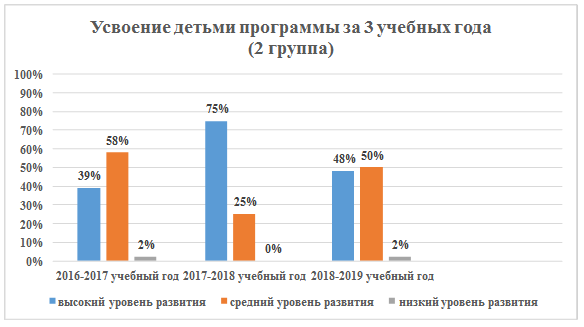 Усвоение детьми программы за 3 учебных года
(2 группа)
100%
90%
80%
70%
60%
50%
40%
30%
20%
10%
0%
39%
58%
2%
75%
25%
0%
48%
50%
2%
2016-2017 учебный год
2017-2018 учебный год
2018-2019 учебный год
высокий уровень развития
средний уровень развития
низкий уровень развития